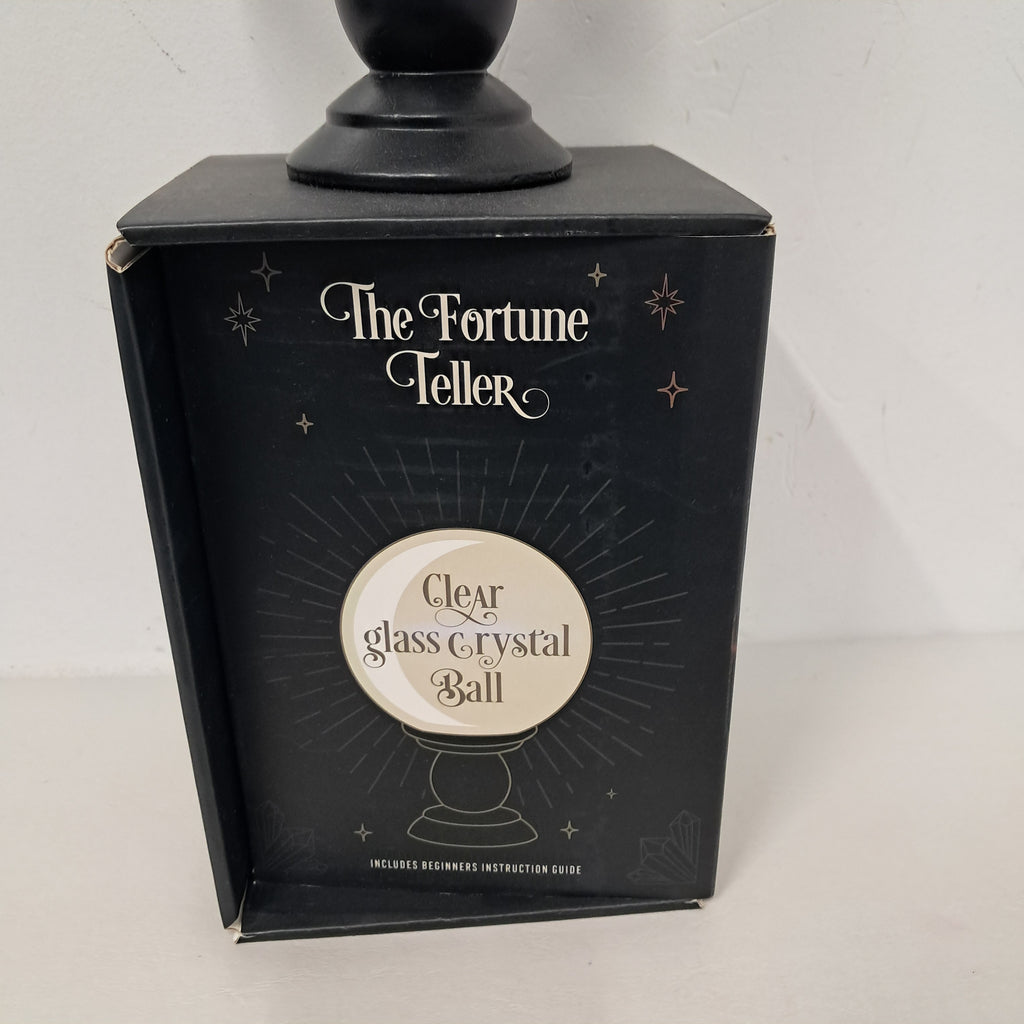 The Fortune
Teller
Clear
glass crystal
Ball
INCLUDES BEGINNERS INSTRUCTION GUIDE